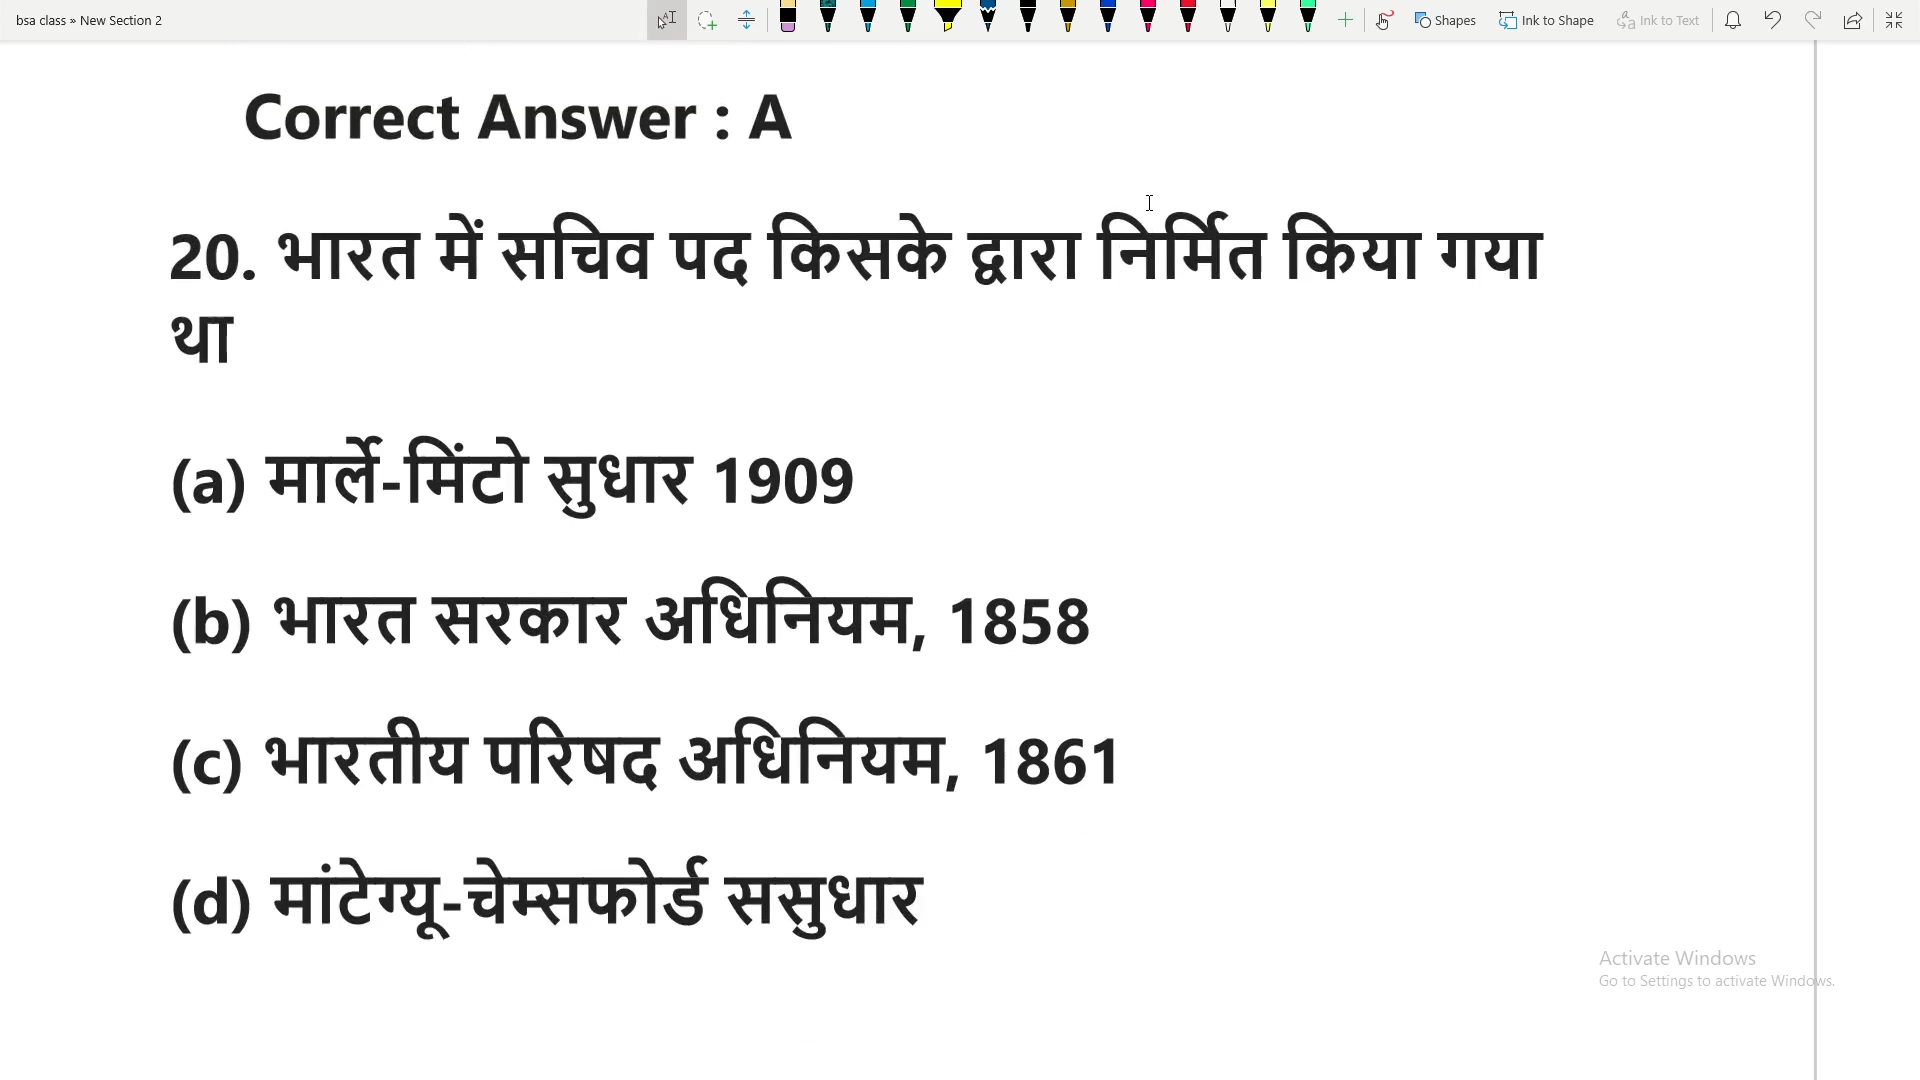 bsa class » New Section 2
Shapes
Ink to Shape
Ink to Text
Correct Answer : A
20. भारत में सचिव पद किसके द्वारा निर्मित किया गया
था
(a) मार्ले-मिंटो सुधार 1909
(b) भारत सरकार अधिनियम, 1858
(c) भारतीय परिषद अधिनियम, 1861
(d) मांटेग्यू-चेम्सफोर्ड ससुधार
Activate Windows
Go to Settings to activate Windows.